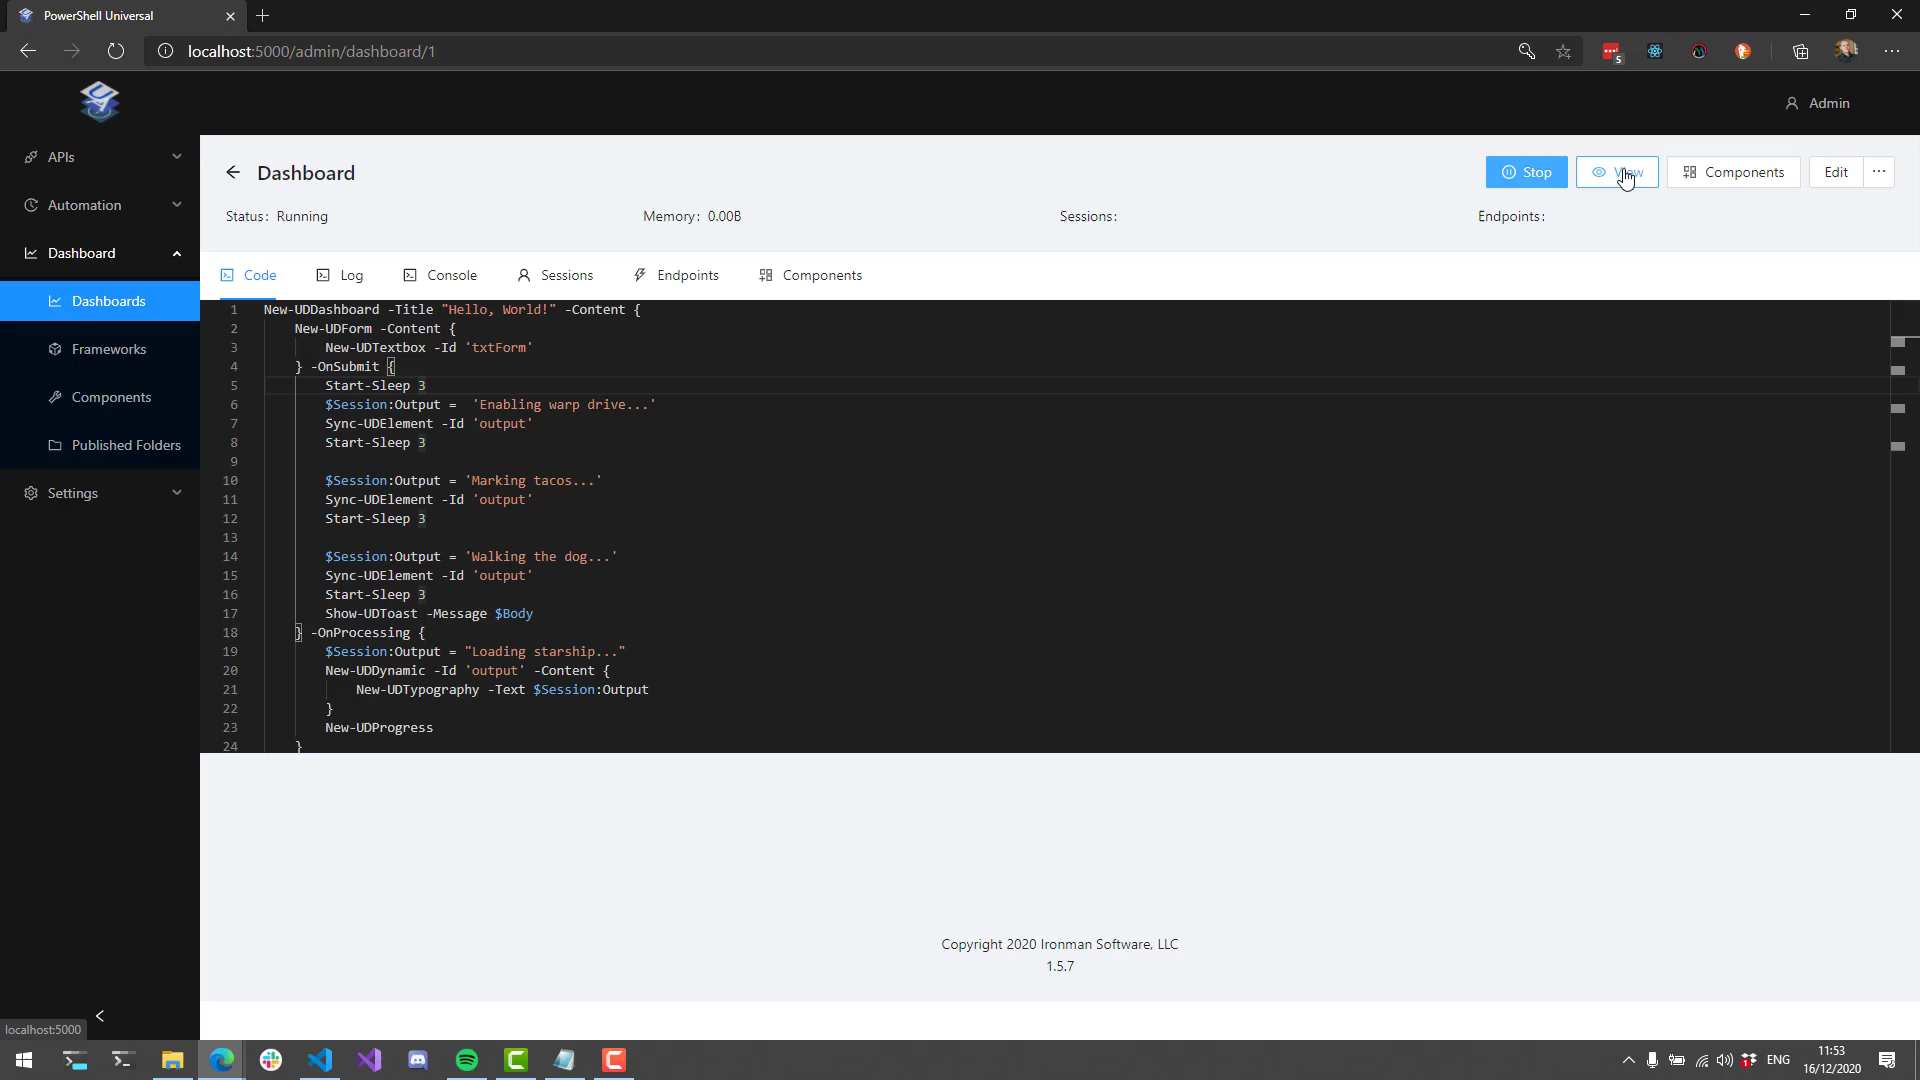 PowerShell Universal
localhost:5000/admin/dashboard/1
5
Admin
APIs
Automation
Dashboard
Dashboards
Frameworks
Components
Published Folders
Settings
Dashboard
Stop
View
Components
Edit
Status: Running
Memory: 0.00B
Sessions:
Endpoints:
Code
Log
Console
Sessions
Endpoints
Components
1 New-UDDashboard -Title "Hello, World!" -Content {
2 New-UDForm -Content {
3 New-UDTextbox -Id 'txtForm'
4 } -OnSubmit {
5 Start-Sleep 3
6 $Session:Output =  'Enabling warp drive...'
7 Sync-UDElement -Id 'output'
8 Start-Sleep 3
9
10 $Session:Output = 'Marking tacos...'
11 Sync-UDElement -Id 'output'
12 Start-Sleep 3
13
14 $Session:Output = 'Walking the dog...'
15 Sync-UDElement -Id 'output'
16 Start-Sleep 3
17 Show-UDToast -Message $Body
18 } -OnProcessing {
19 $Session:Output = "Loading starship..."
20 New-UDDynamic -Id 'output' -Content {
21 New-UDTypography -Text $Session:Output
22 }
23 New-UDProgress
24 }
Copyright 2020 Ironman Software, LLC
1.5.7
localhost:5000
ENG
11:53
16/12/2020